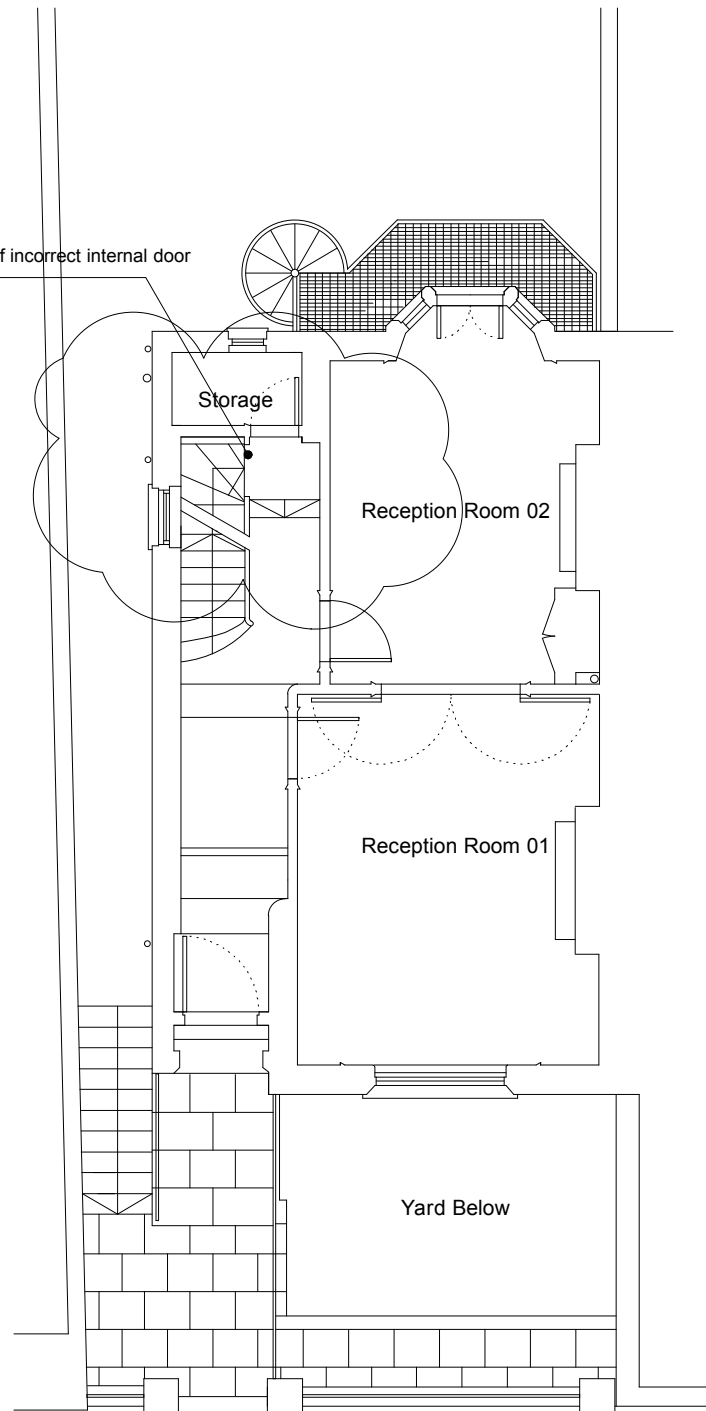 incorrect internal door
Storage
Reception Room 02
Reception Room 01
Yard Below